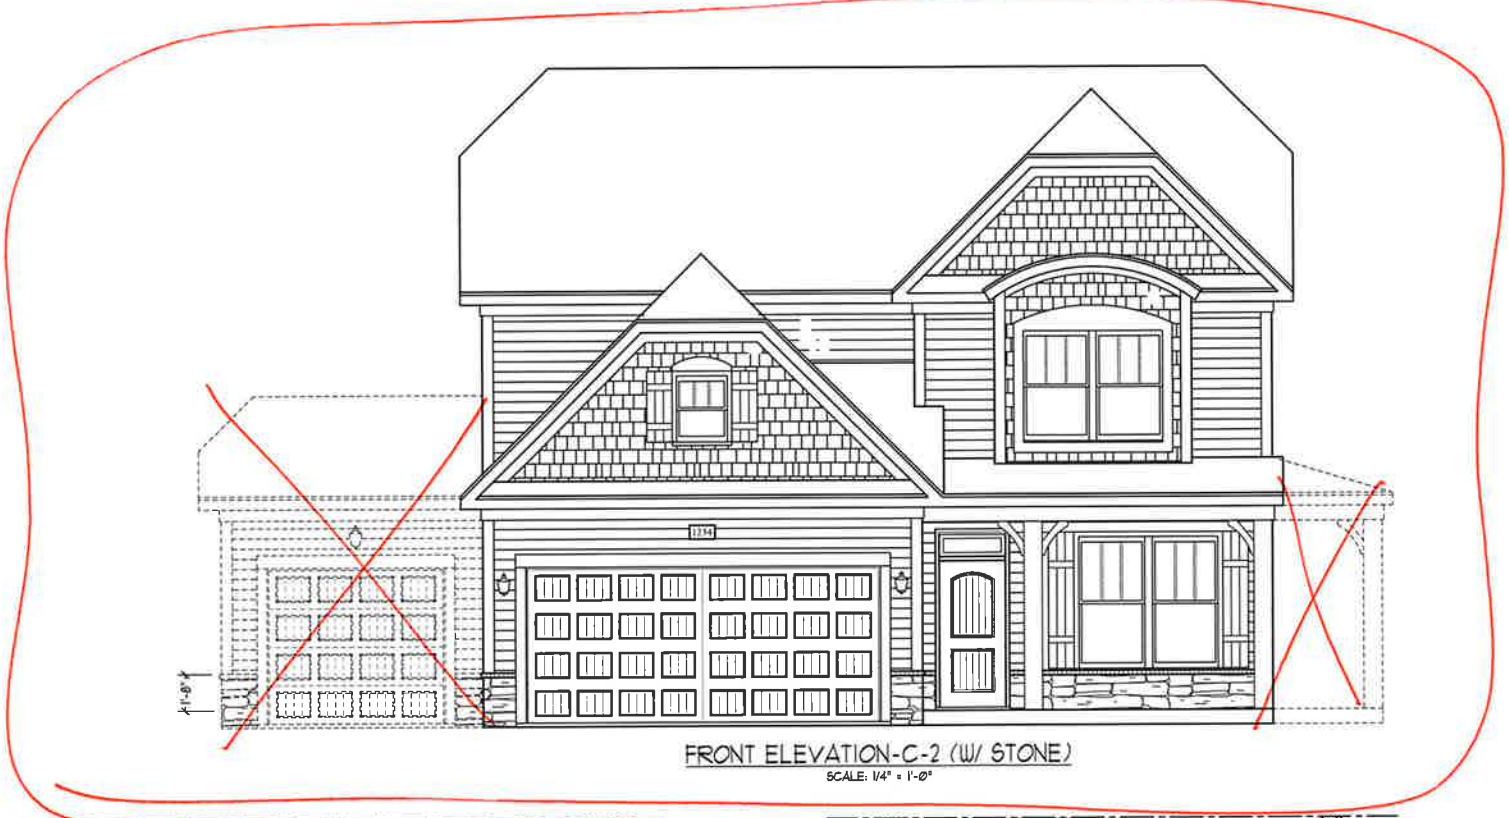 1234
1'-8"
FRONT ELEVATION-C-2 (W/ STONE)
SCALE: 1/4" = 1'-0"